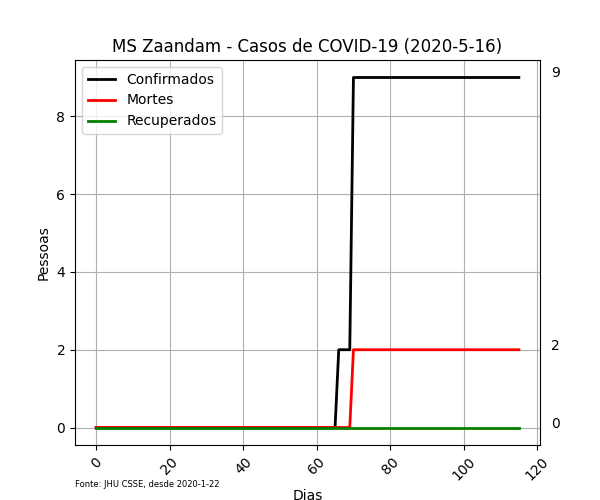 MS Zaandam - Casos de COVID-19 (2020-5-16)
Confirmados
Mortes
Recuperados
9
2
0
8
6
4
2
0
Pessoas
0
20
40
60
80
100
120
Fonte: JHU CSSE, desde 2020-1-22
Dias